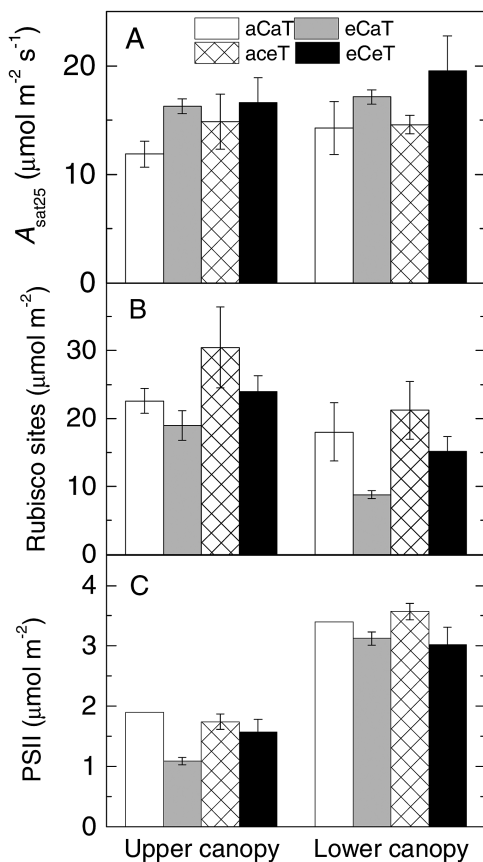 A
aCaT
eCaT
aceT
eCeT
20
10
0
A_sat25 (μmol m⁻² s⁻¹)
B
30
20
10
0
Rubisco sites (μmol m⁻²)
C
4
3
2
1
0
PSII (μmol m⁻²)
Upper canopy
Lower canopy